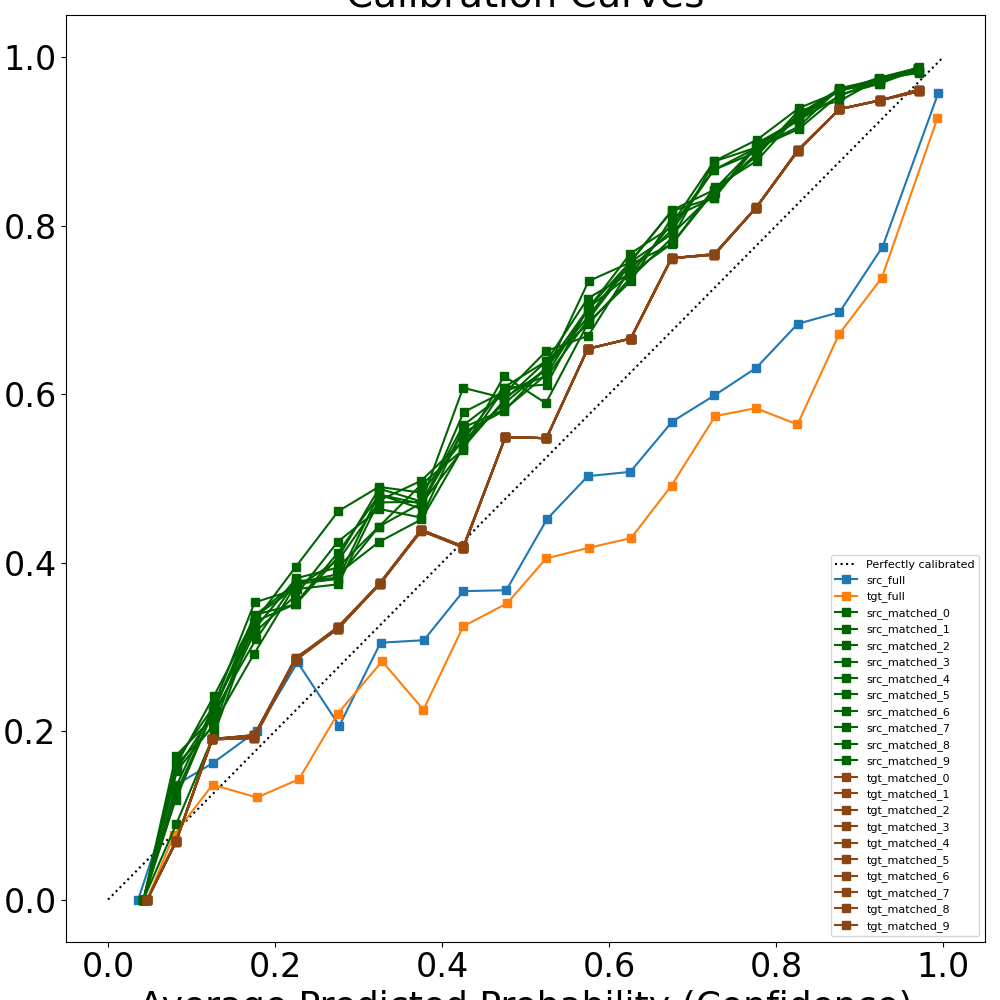 Calibration Curves
1.0
0.8
0.6
0.4
0.2
0.0
0.0 0.2 0.4 0.6 0.8 1.0
Average Predicted Probability (Confidence)
Perfectly calibrated
src_full
tgt_full
src_matched_0
src_matched_1
src_matched_2
src_matched_3
src_matched_4
src_matched_5
src_matched_6
src_matched_7
src_matched_8
src_matched_9
tgt_matched_0
tgt_matched_1
tgt_matched_2
tgt_matched_3
tgt_matched_4
tgt_matched_5
tgt_matched_6
tgt_matched_7
tgt_matched_8
tgt_matched_9